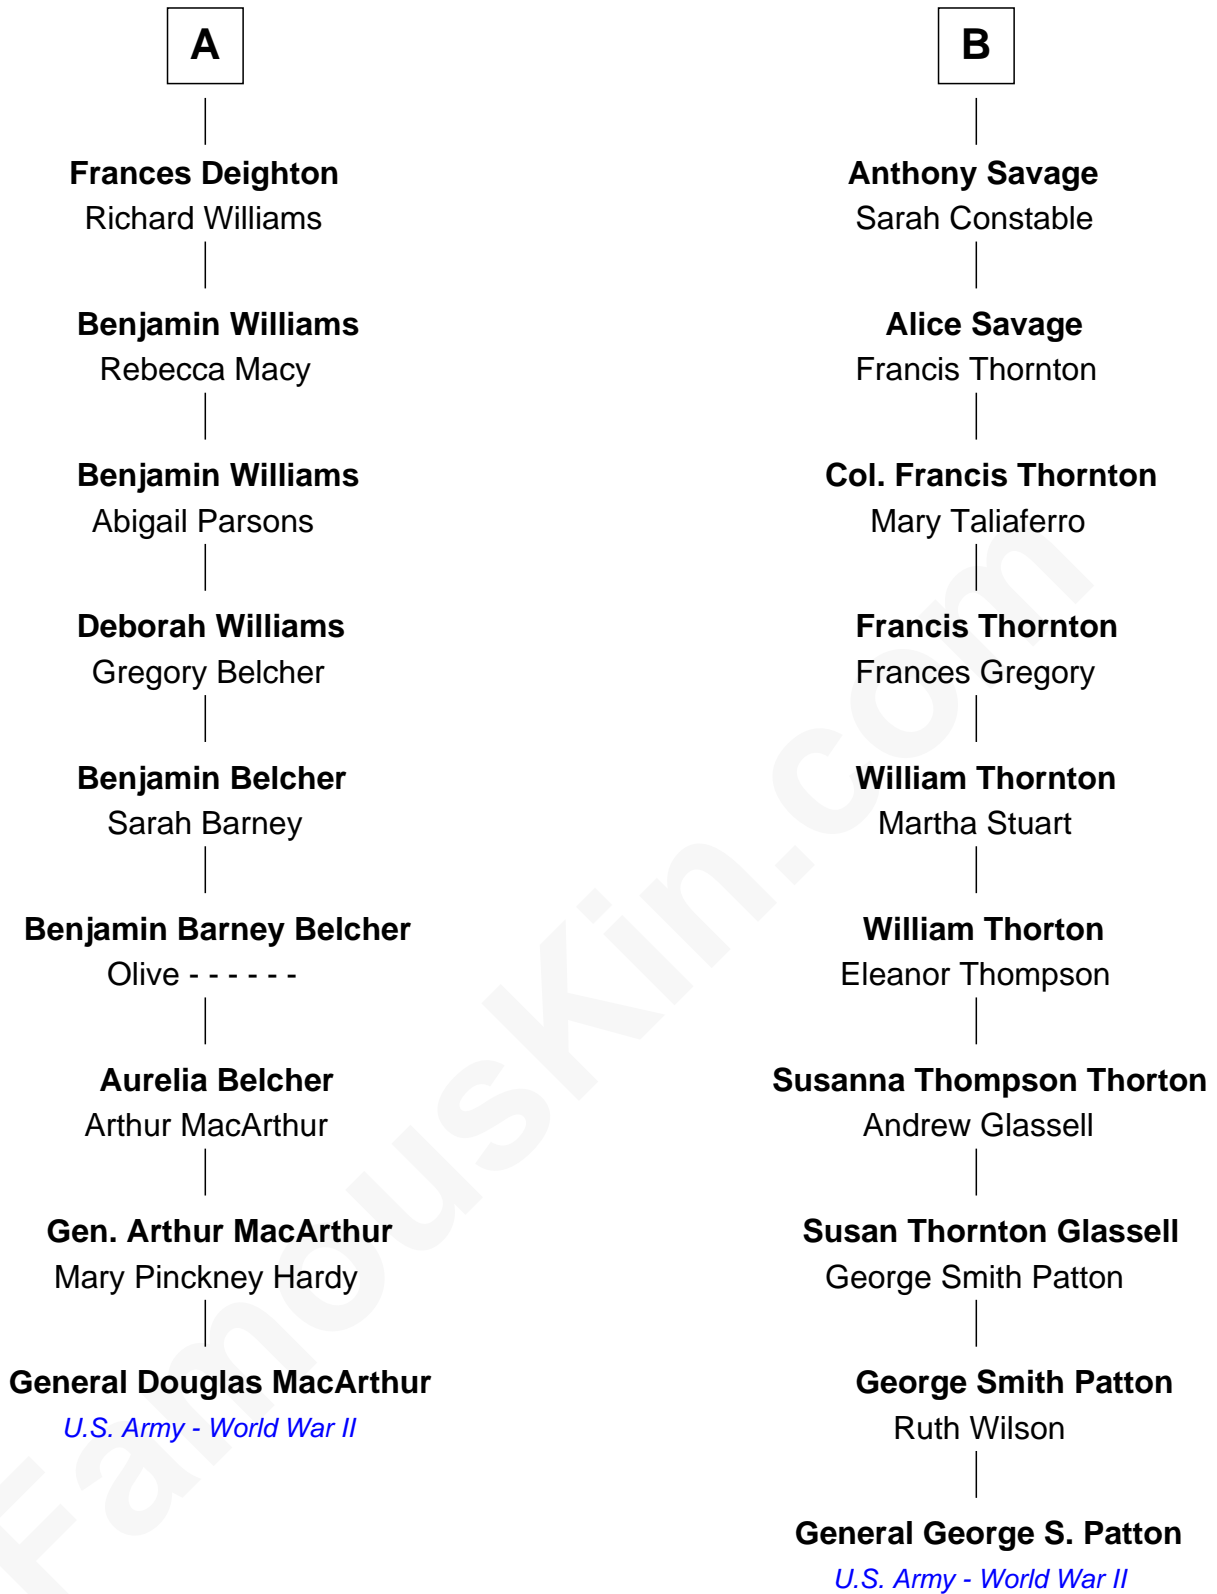 A
Frances Deighton
Richard Williams
Benjamin Williams
Rebecca Macy
Benjamin Williams
Abigail Parsons
Deborah Williams
Gregory Belcher
Benjamin Belcher
Sarah Barney
Benjamin Barney Belcher
Olive - - - - - -
Aurelia Belcher
Arthur MacArthur
Gen. Arthur MacArthur
Mary Pinckney Hardy
General Douglas MacArthur
U.S. Army - World War II
B
Anthony Savage
Sarah Constable
Alice Savage
Francis Thornton
Col. Francis Thornton
Mary Taliaferro
Francis Thornton
Frances Gregory
William Thornton
Martha Stuart
William Thorton
Eleanor Thompson
Susanna Thompson Thorton
Andrew Glassell
Susan Thornton Glassell
George Smith Patton
George Smith Patton
Ruth Wilson
General George S. Patton
U.S. Army - World War II
FamousKin.com